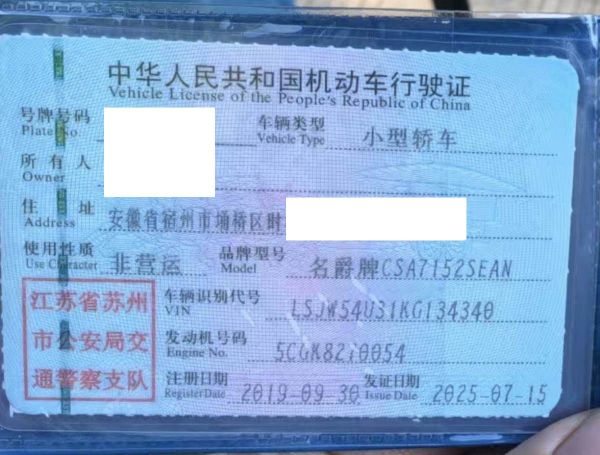 中华人民共和国机动车行驶证
Vehicle License of the People's Republic of China
号牌号码 车辆类型 小型轿车
Plate No Vehicle Type
所有人
Owner
住址 安徽省宿州市埇桥区时
Address
使用性质 非营运 品牌型号 名爵牌CSA7152SEAN
Use Character Model
江苏省苏州 车辆识别代号 LSJW54U31KG134340
VIN
市公安局交 发动机号码 5CGK8270054
Engine No.
通警察支队 注册日期 2019-09-30 发证日期 2025-07-15
Register Date Issue Date